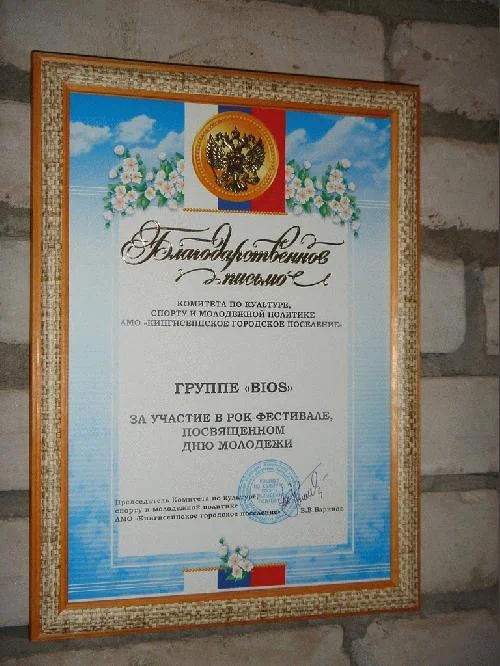 Благодарственное
письмо
КОМИТЕТА ПО КУЛЬТУРЕ,
СПОРТУ И МОЛОДЕЖНОЙ ПОЛИТИКЕ
АМО «КИНГИСЕППСКОЕ ГОРОДСКОЕ ПОСЕЛЕНИЕ»
ГРУППЕ «BIOS»
ЗА УЧАСТИЕ В РОК-ФЕСТИВАЛЕ,
ПОСВЯЩЕННОМ
ДНЮ МОЛОДЕЖИ
Председатель Комитета по культуре,
спорту и молодежной политике
АМО «Кингисеппское городское поселение»
В.В.